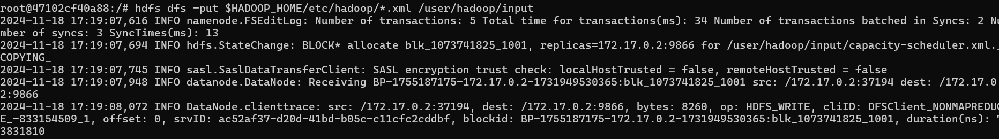 root@47102cf40a88:/# hdfs dfs -put $HADOOP_HOME/etc/hadoop/*.xml /user/hadoop/input
2024-11-18 17:19:07,616 INFO namenode.FSEditLog: Number of transactions: 5 Total time for transactions(ms): 34 Number of transactions batched in Syncs: 2 Nu
mber of syncs: 3 SyncTimes(ms): 13
2024-11-18 17:19:07,694 INFO hdfs.StateChange: BLOCK* allocate blk_1073741825_1001, replicas=172.17.0.2:9866 for /user/hadoop/input/capacity-scheduler.xml._
COPYING_
2024-11-18 17:19:07,745 INFO sasl.SaslDataTransferClient: SASL encryption trust check: localHostTrusted = false, remoteHostTrusted = false
2024-11-18 17:19:07,948 INFO datanode.DataNode: Receiving BP-1755187175-172.17.0.2-1731949530365:blk_1073741825_1001 src: /172.17.0.2:37194 dest: /172.17.0
2:9866
2024-11-18 17:19:08,072 INFO DataNode.clienttrace: src: /172.17.0.2:37194, dest: /172.17.0.2:9866, bytes: 8260, op: HDFS_WRITE, cliID: DFSClient_NONMAPREDUC
E_-833154509_1, offset: 0, srvID: ac52af37-d20d-41bd-b05c-c11cfc2cddbf, blockid: BP-1755187175-172.17.0.2-1731949530365:blk_1073741825_1001, duration(ns):
3831810